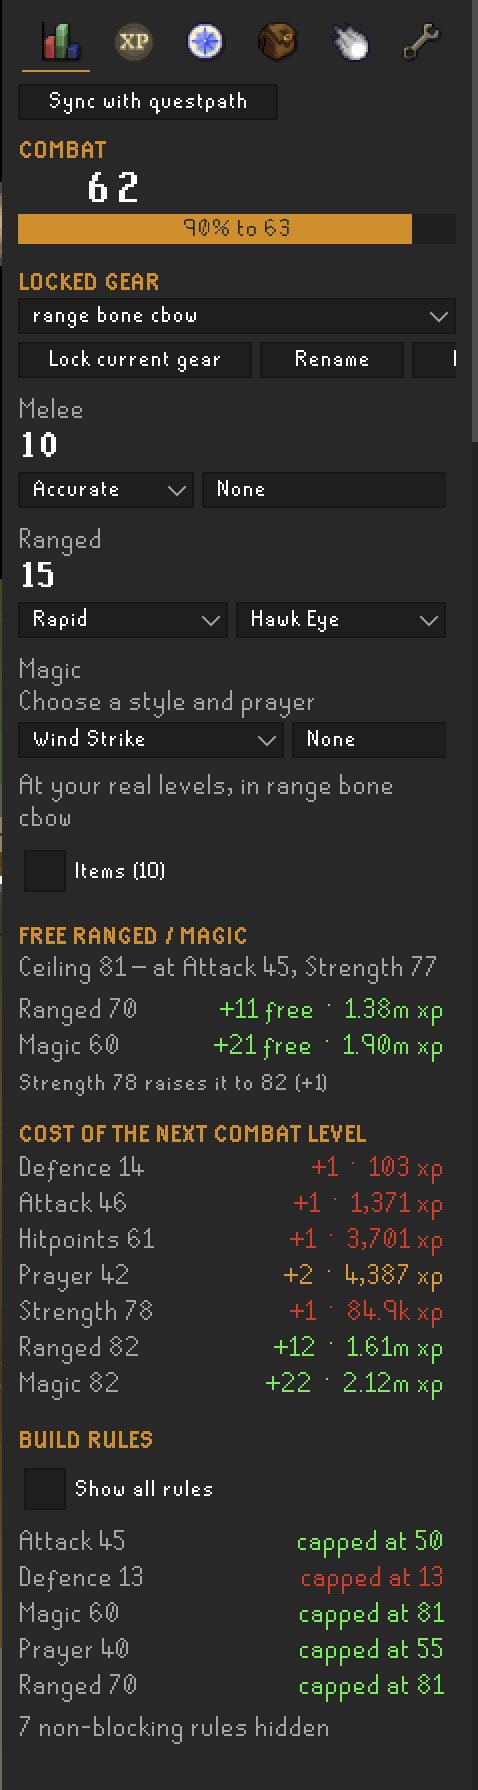 XP
Sync with questpath
COMBAT
62
90% to 63
LOCKED GEAR
range bone cbow
Lock current gear
Rename
Melee
10
Accurate
None
Ranged
15
Rapid
Hawk Eye
Magic
Choose a style and prayer
Wind Strike
None
At your real levels, in range bone
cbow
Items (10)
FREE RANGED / MAGIC
Ceiling 81 – at Attack 45, Strength 77
Ranged 70 +11 free · 1.38m xp
Magic 60 +21 free · 1.90m xp
Strength 78 raises it to 82 (+1)
COST OF THE NEXT COMBAT LEVEL
Defence 14 +1 · 103 xp
Attack 46 +1 · 1,371 xp
Hitpoints 61 +1 · 3,701 xp
Prayer 42 +2 · 4,387 xp
Strength 78 +1 · 84.9k xp
Ranged 82 +12 · 1.61m xp
Magic 82 +22 · 2.12m xp
BUILD RULES
Show all rules
Attack 45 capped at 50
Defence 13 capped at 13
Magic 60 capped at 81
Prayer 40 capped at 55
Ranged 70 capped at 81
7 non-blocking rules hidden